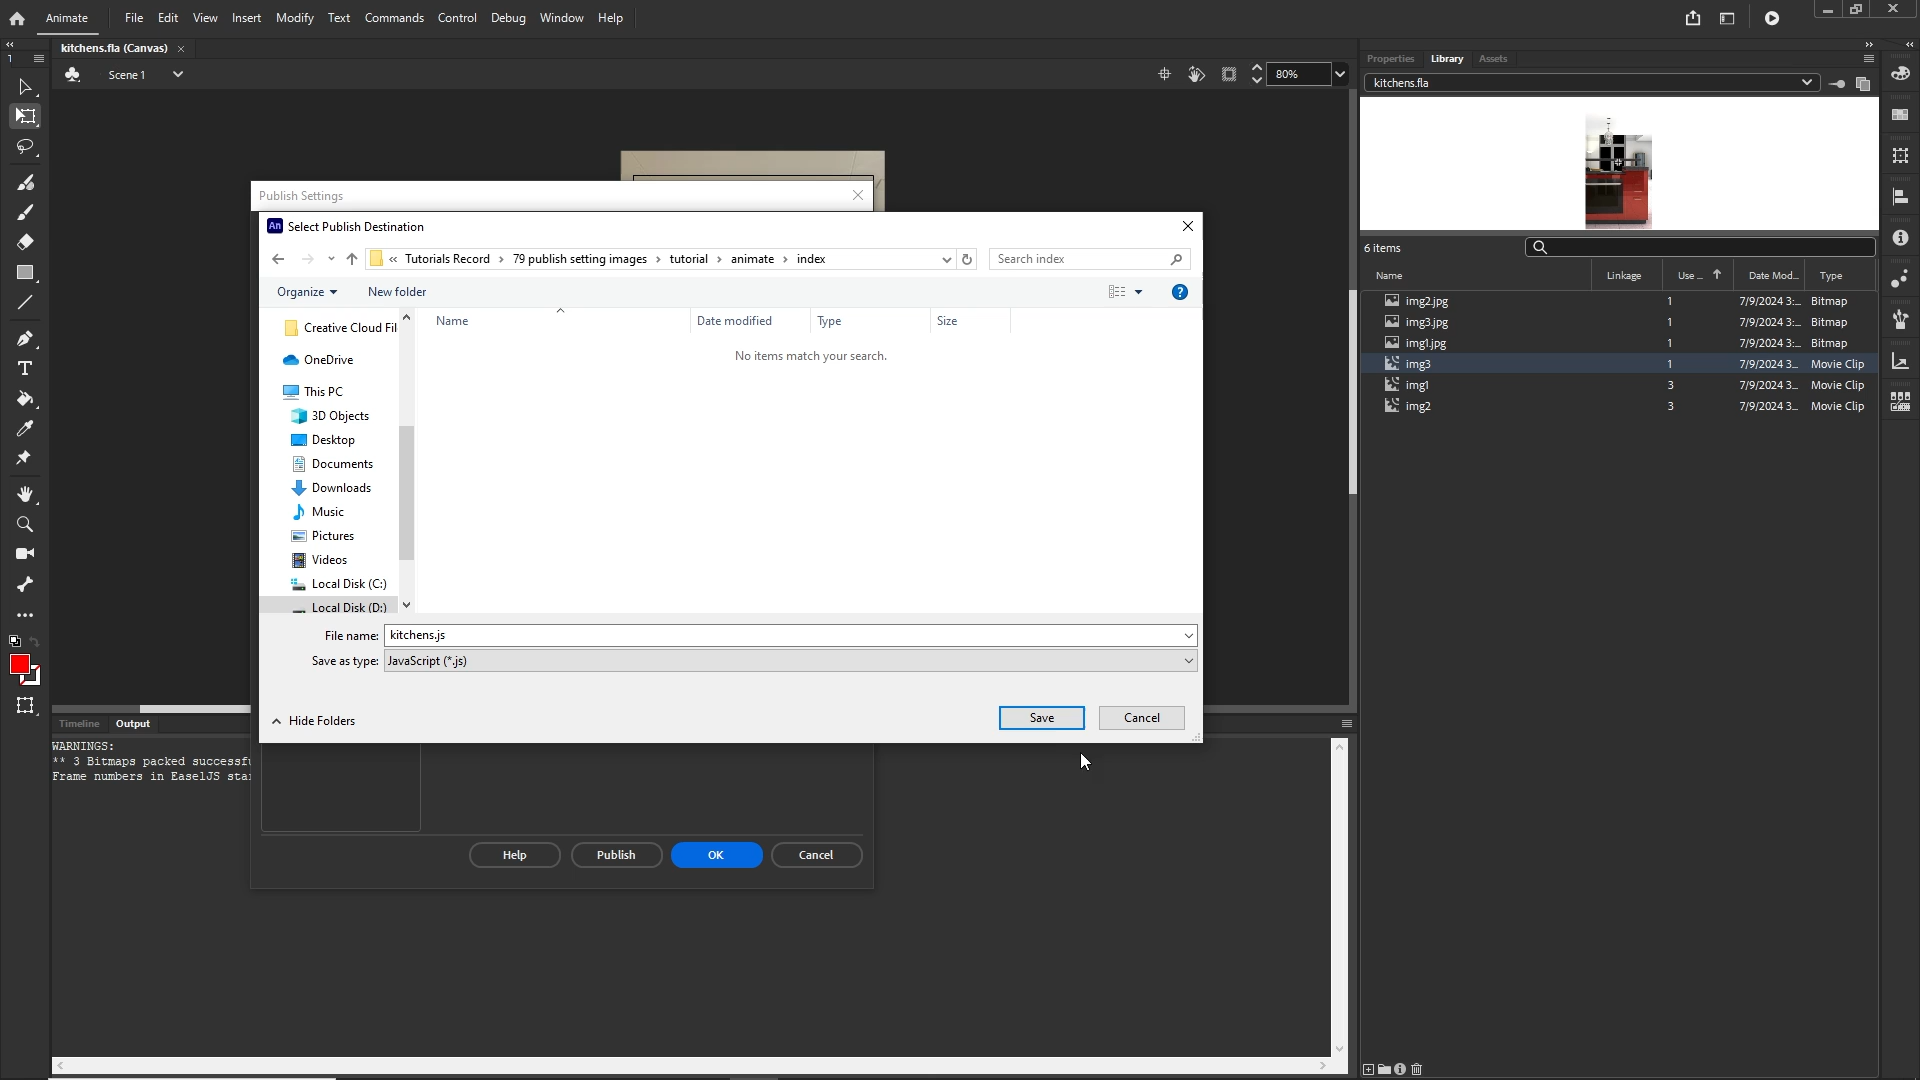 Animate File Edit View Insert Modify Text Commands Control Debug Window Help
kitchens.fla (Canvas)
Scene 1
80%
Properties Library Assets
kitchens.fla
6 items
Name Linkage Use ... Date Mod... Type
img2.jpg 1 7/9/2024 3:... Bitmap
img3.jpg 1 7/9/2024 3:... Bitmap
img1.jpg 1 7/9/2024 3:... Bitmap
img3 1 7/9/2024 3... Movie Clip
img1 3 7/9/2024 3... Movie Clip
img2 3 7/9/2024 3... Movie Clip
Publish Settings
An Select Publish Destination
« Tutorials Record › 79 publish setting images › tutorial › animate › index
Search index
Organize New folder
Name Date modified Type Size
No items match your search.
Creative Cloud Fil
OneDrive
This PC
3D Objects
Desktop
Documents
Downloads
Music
Pictures
Videos
Local Disk (C:)
Local Disk (D:)
File name: kitchens.js
Save as type: JavaScript (*.js)
Hide Folders
Save Cancel
Timeline Output
WARNINGS:
** 3 Bitmaps packed successfu
Frame numbers in EaselJS star
Help Publish OK Cancel